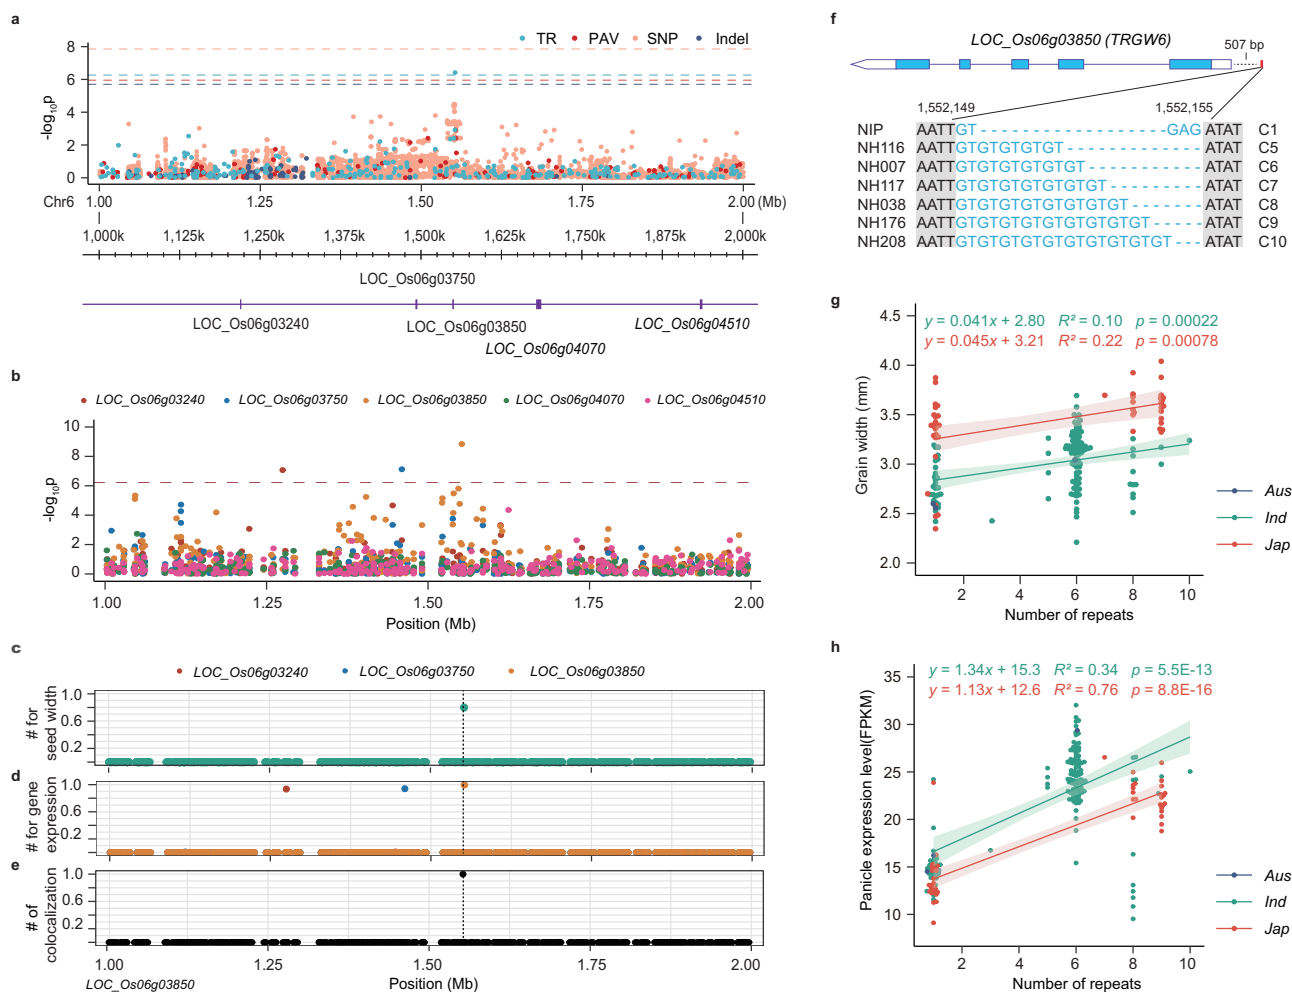 a
TR PAV SNP Indel
8
6
4
2
0
-log10p
Chr6 1.00 1.25 1.50 1.75 2.00 (Mb)
1,000k 1,125k 1,250k 1,375k 1,500k 1,625k 1,750k 1,875k 2,000k
LOC_Os06g03750
LOC_Os06g03240 LOC_Os06g03850 LOC_Os06g04510
LOC_Os06g04070
b
LOC_Os06g03240 LOC_Os06g03750 LOC_Os06g03850 LOC_Os06g04070 LOC_Os06g04510
10
8
6
4
2
0
-log10p
1.00 1.25 1.50 1.75 2.00
Position (Mb)
c
LOC_Os06g03240 LOC_Os06g03750 LOC_Os06g03850
1.0
0.6
0.2
# for
seed width
d
1.0
0.6
0.2
# for gene
expression
e
1.0
0.6
0.2
# of
colocalization
1.00 1.25 1.50 1.75 2.00
LOC_Os06g03850 Position (Mb)
f
LOC_Os06g03850 (TRGW6) 507 bp
1,552,149 1,552,155
NIP AATTGT- - - - - - - - - - - - - - - - -GAG ATAT C1
NH116 AATTGTGTGTGTGT- - - - - - - - - - - - - ATAT C5
NH007 AATTGTGTGTGTGTGT- - - - - - - - - - - ATAT C6
NH117 AATTGTGTGTGTGTGTGT- - - - - - - - - ATAT C7
NH038 AATTGTGTGTGTGTGTGTGT- - - - - - - ATAT C8
NH176 AATTGTGTGTGTGTGTGTGTGT- - - - - ATAT C9
NH208 AATTGTGTGTGTGTGTGTGTGTGT- - - - ATAT C10
g
y = 0.041x + 2.80 R² = 0.10 p = 0.00022
y = 0.045x + 3.21 R² = 0.22 p = 0.00078
4.5
4.0
3.5
3.0
2.5
2.0
Grain width (mm)
Aus
Ind
Jap
2 4 6 8 10
Number of repeats
h
y = 1.34x + 15.3 R² = 0.34 p = 5.5E-13
y = 1.13x + 12.6 R² = 0.76 p = 8.8E-16
35
30
25
20
15
10
Panicle expression level(FPKM)
Aus
Ind
Jap
2 4 6 8 10
Number of repeats